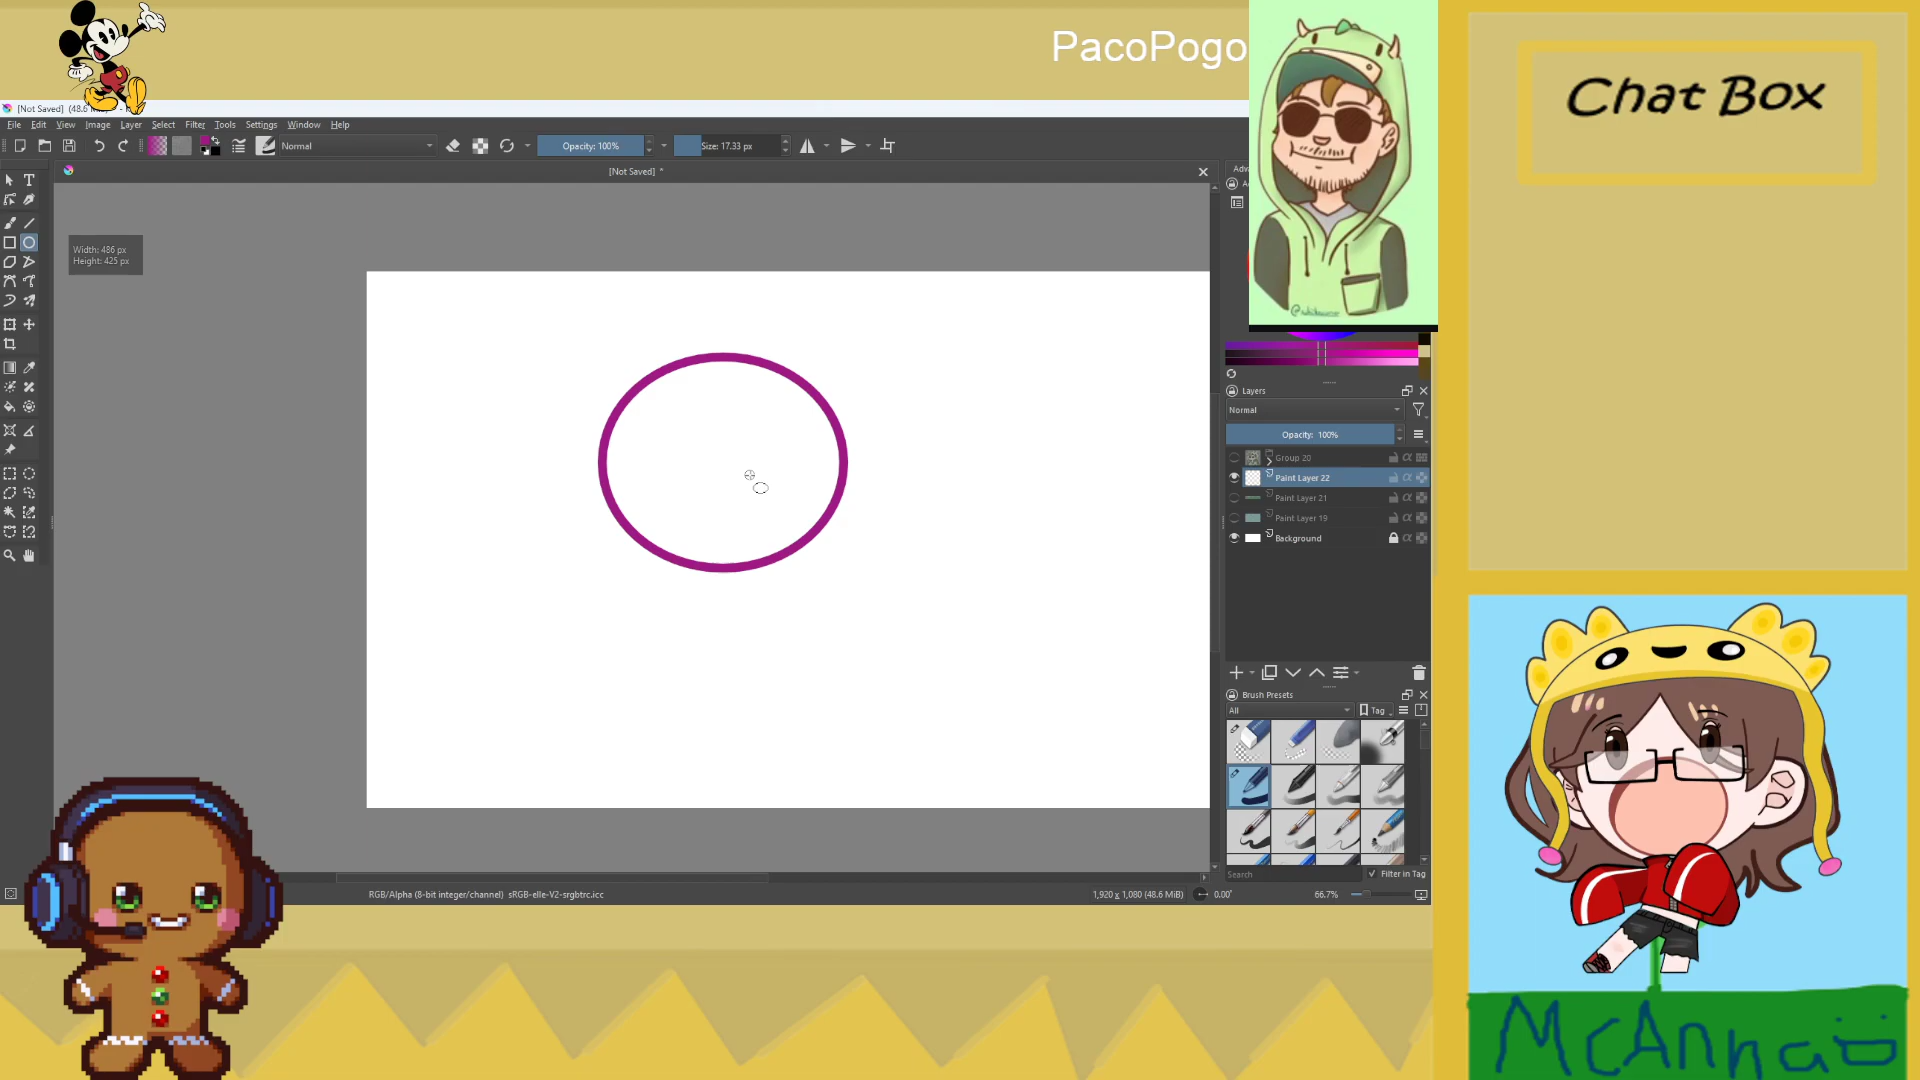 PacoPogo
Chat Box
[Not Saved] (48.6 M
File Edit View Image Layer Select Filter Tools Settings Window Help
Normal
Opacity: 100%
Size: 17.33 px
[Not Saved] *
Width: 486 px
Height: 425 px
Layers
Normal
Opacity: 100%
Group 20
Paint Layer 22
Paint Layer 21
Paint Layer 19
Background
Brush Presets
All
Tag
Search
Filter in Tag
RGB/Alpha (8-bit integer/channel) sRGB-elle-V2-srgbtrc.icc
1,920 x 1,080 (48.6 MiB)
0.00°
66.7%
McAnna